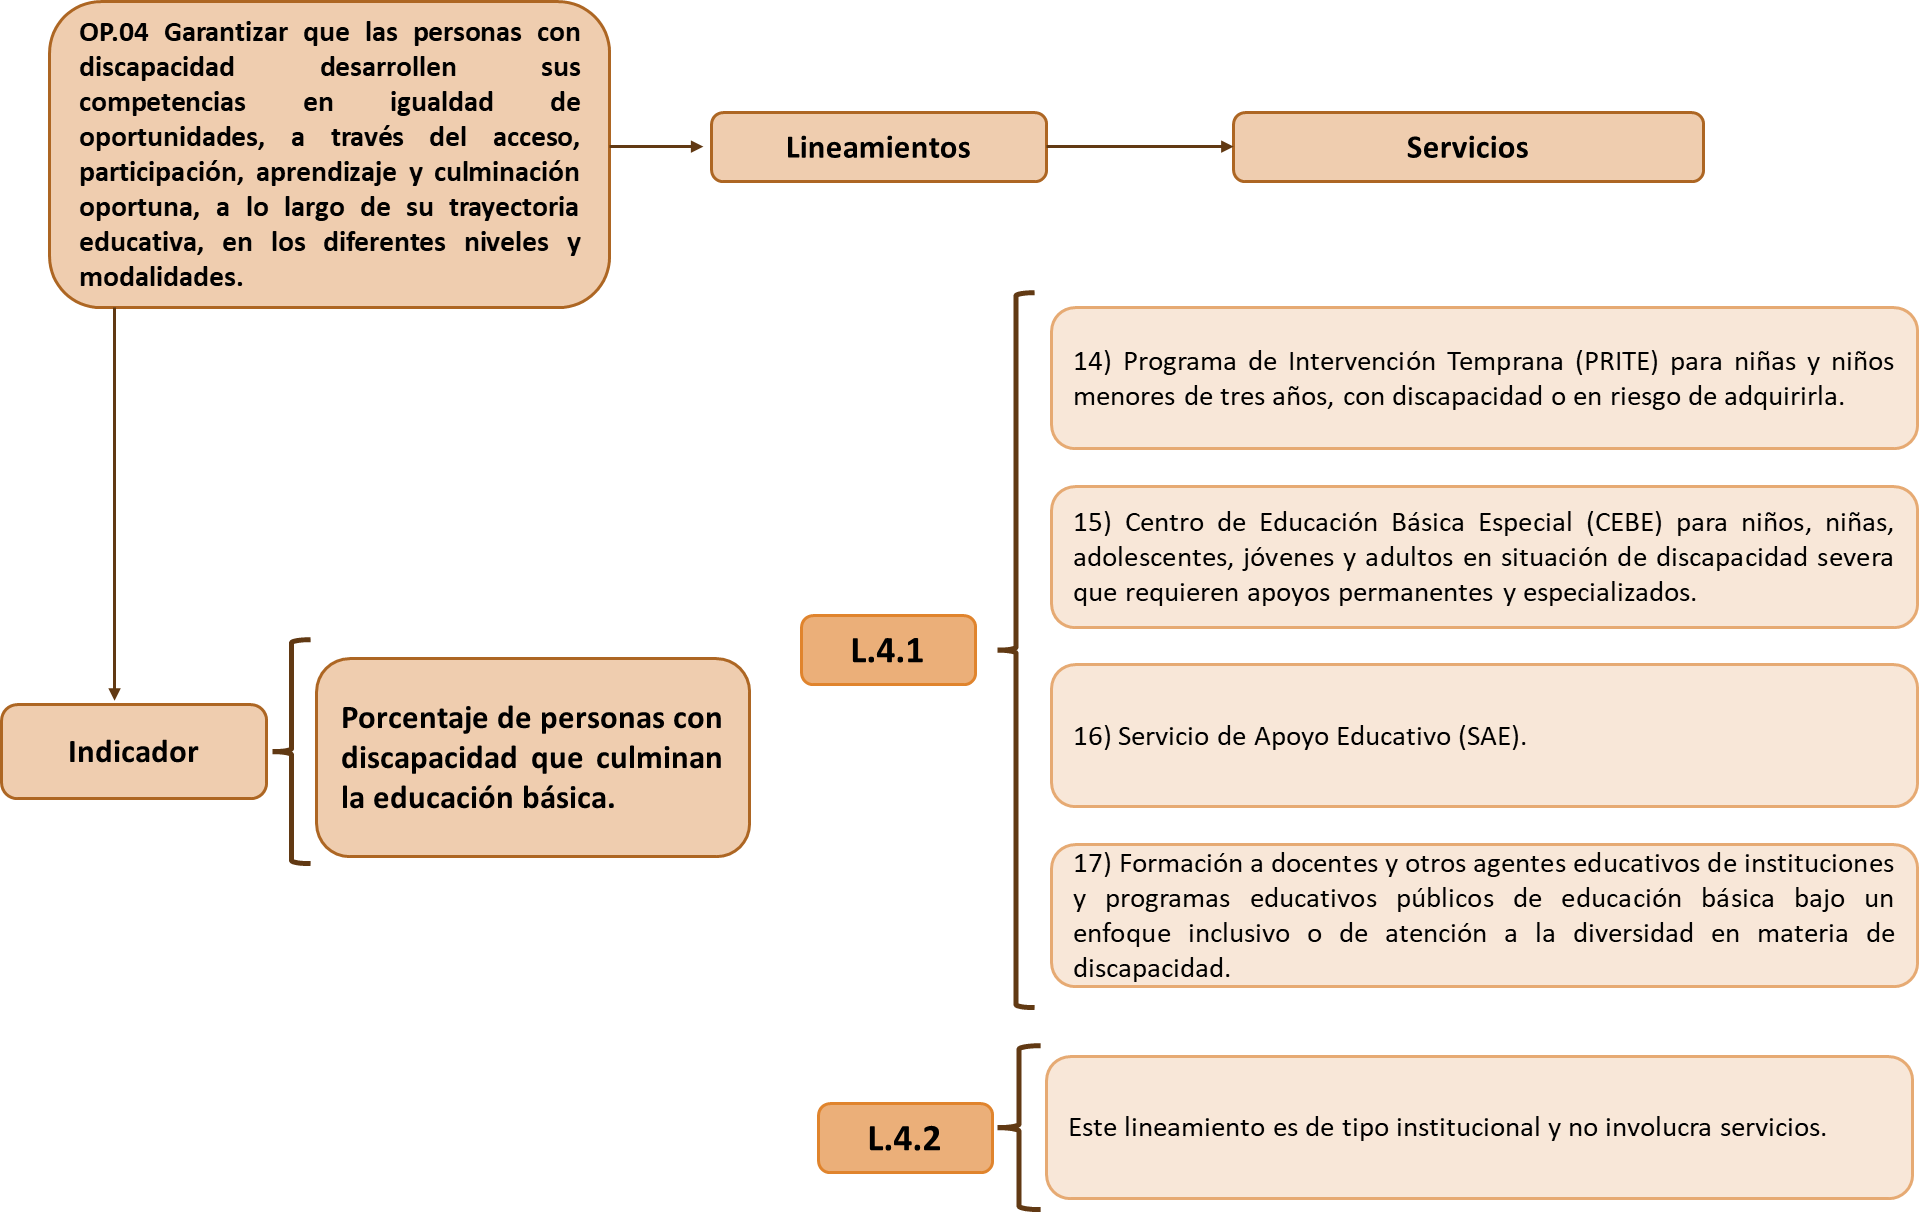 OP.04 Garantizar que las personas con
discapacidad desarrollen sus
competencias en igualdad de
oportunidades, a través del acceso,
participación, aprendizaje y culminación
oportuna, a lo largo de su trayectoria
educativa, en los diferentes niveles y
modalidades.
Lineamientos
Servicios
Indicador
Porcentaje de personas con
discapacidad que culminan
la educación básica.
L.4.1
14) Programa de Intervención Temprana (PRITE) para niñas y niños
menores de tres años, con discapacidad o en riesgo de adquirirla.
15) Centro de Educación Básica Especial (CEBE) para niños, niñas,
adolescentes, jóvenes y adultos en situación de discapacidad severa
que requieren apoyos permanentes y especializados.
16) Servicio de Apoyo Educativo (SAE).
17) Formación a docentes y otros agentes educativos de instituciones
y programas educativos públicos de educación básica bajo un
enfoque inclusivo o de atención a la diversidad en materia de
discapacidad.
L.4.2
Este lineamiento es de tipo institucional y no involucra servicios.